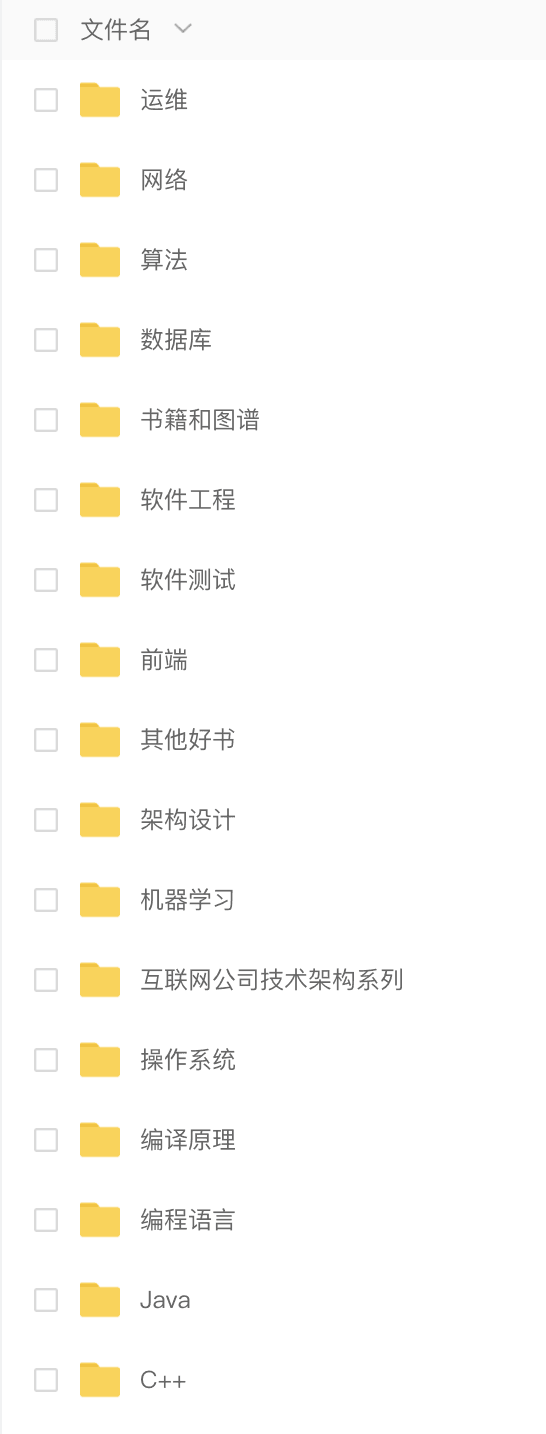 文件名
运维
网络
算法
数据库
书籍和图谱
软件工程
软件测试
前端
其他好书
架构设计
机器学习
互联网公司技术架构系列
操作系统
编译原理
编程语言
Java
C++